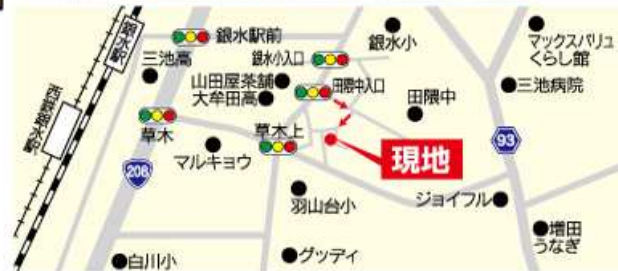 銀水駅
西鉄銀水駅
三池高
銀水駅前
銀水小入口
銀水小
マックスバリュ
くらし館
山田屋茶舗
大牟田高
田隈中入口
田隈中
三池病院
草木
草木上
マルキョウ
208
現地
93
羽山台小
ジョイフル
増田
うなぎ
白川小
グッディ